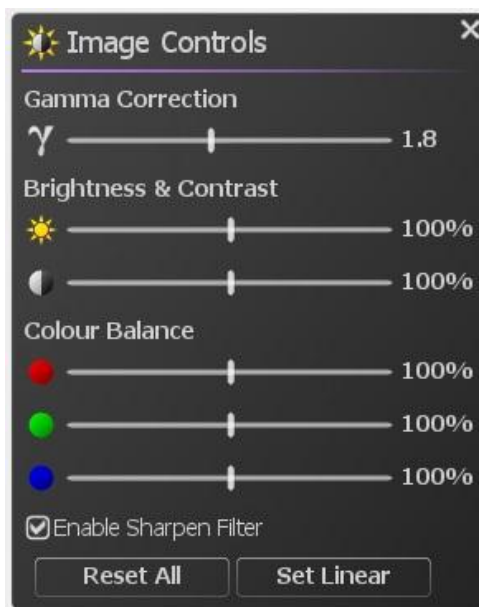 Image Controls
Gamma Correction
γ 1.8
Brightness & Contrast
100%
100%
Colour Balance
100%
100%
100%
Enable Sharpen Filter
Reset All Set Linear